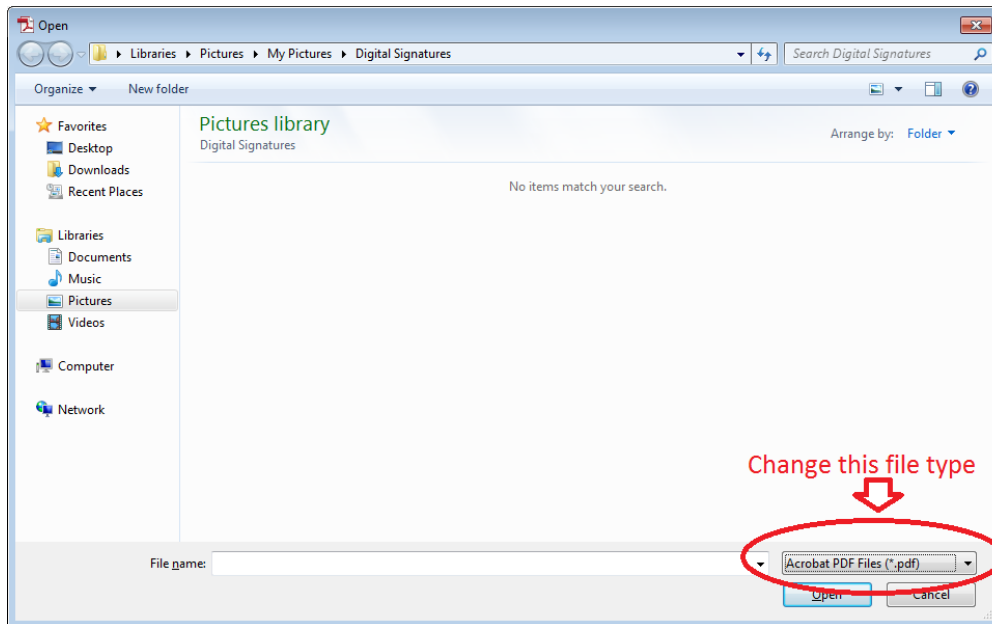 Open
Libraries Pictures My Pictures Digital Signatures
Search Digital Signatures
Organize New folder
Favorites
Desktop
Downloads
Recent Places
Libraries
Documents
Music
Pictures
Videos
Computer
Network
Pictures library
Digital Signatures
Arrange by: Folder
No items match your search.
Change this file type
File name:
Acrobat PDF Files (*.pdf)
Open Cancel